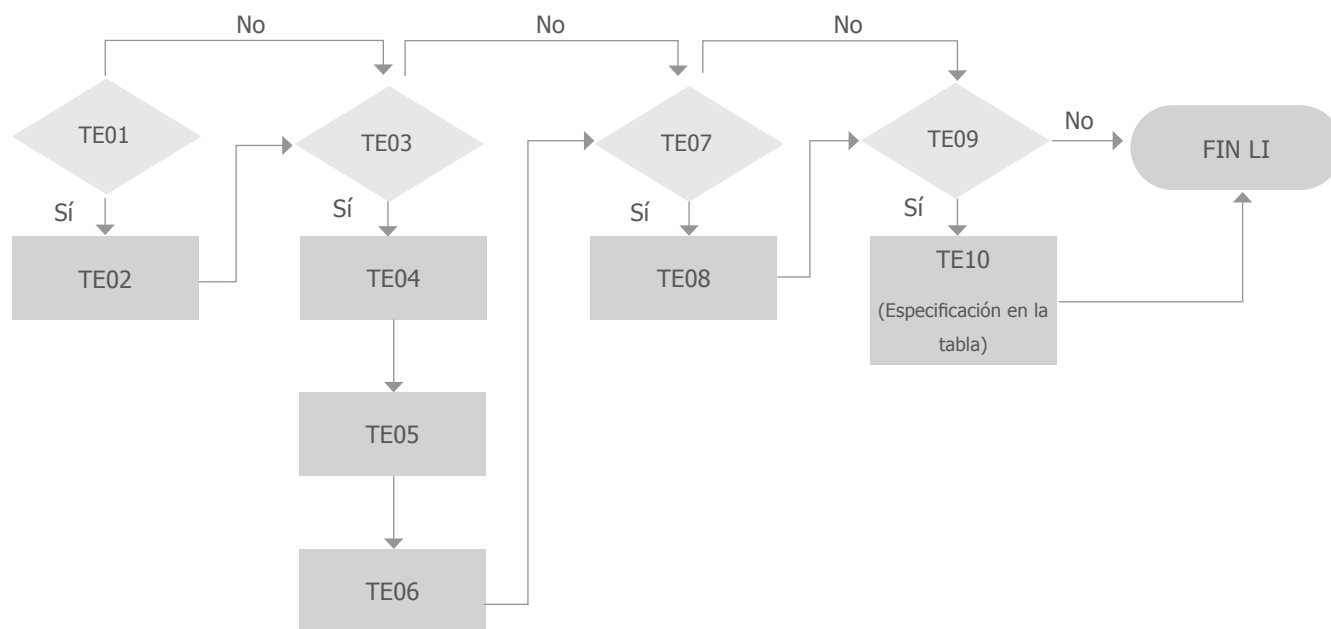 No
No
No
TE01
TE03
TE07
TE09
No
FIN LI
Sí
Sí
Sí
Sí
TE02
TE04
TE08
TE10
(Especificación en la
tabla)
TE05
TE06